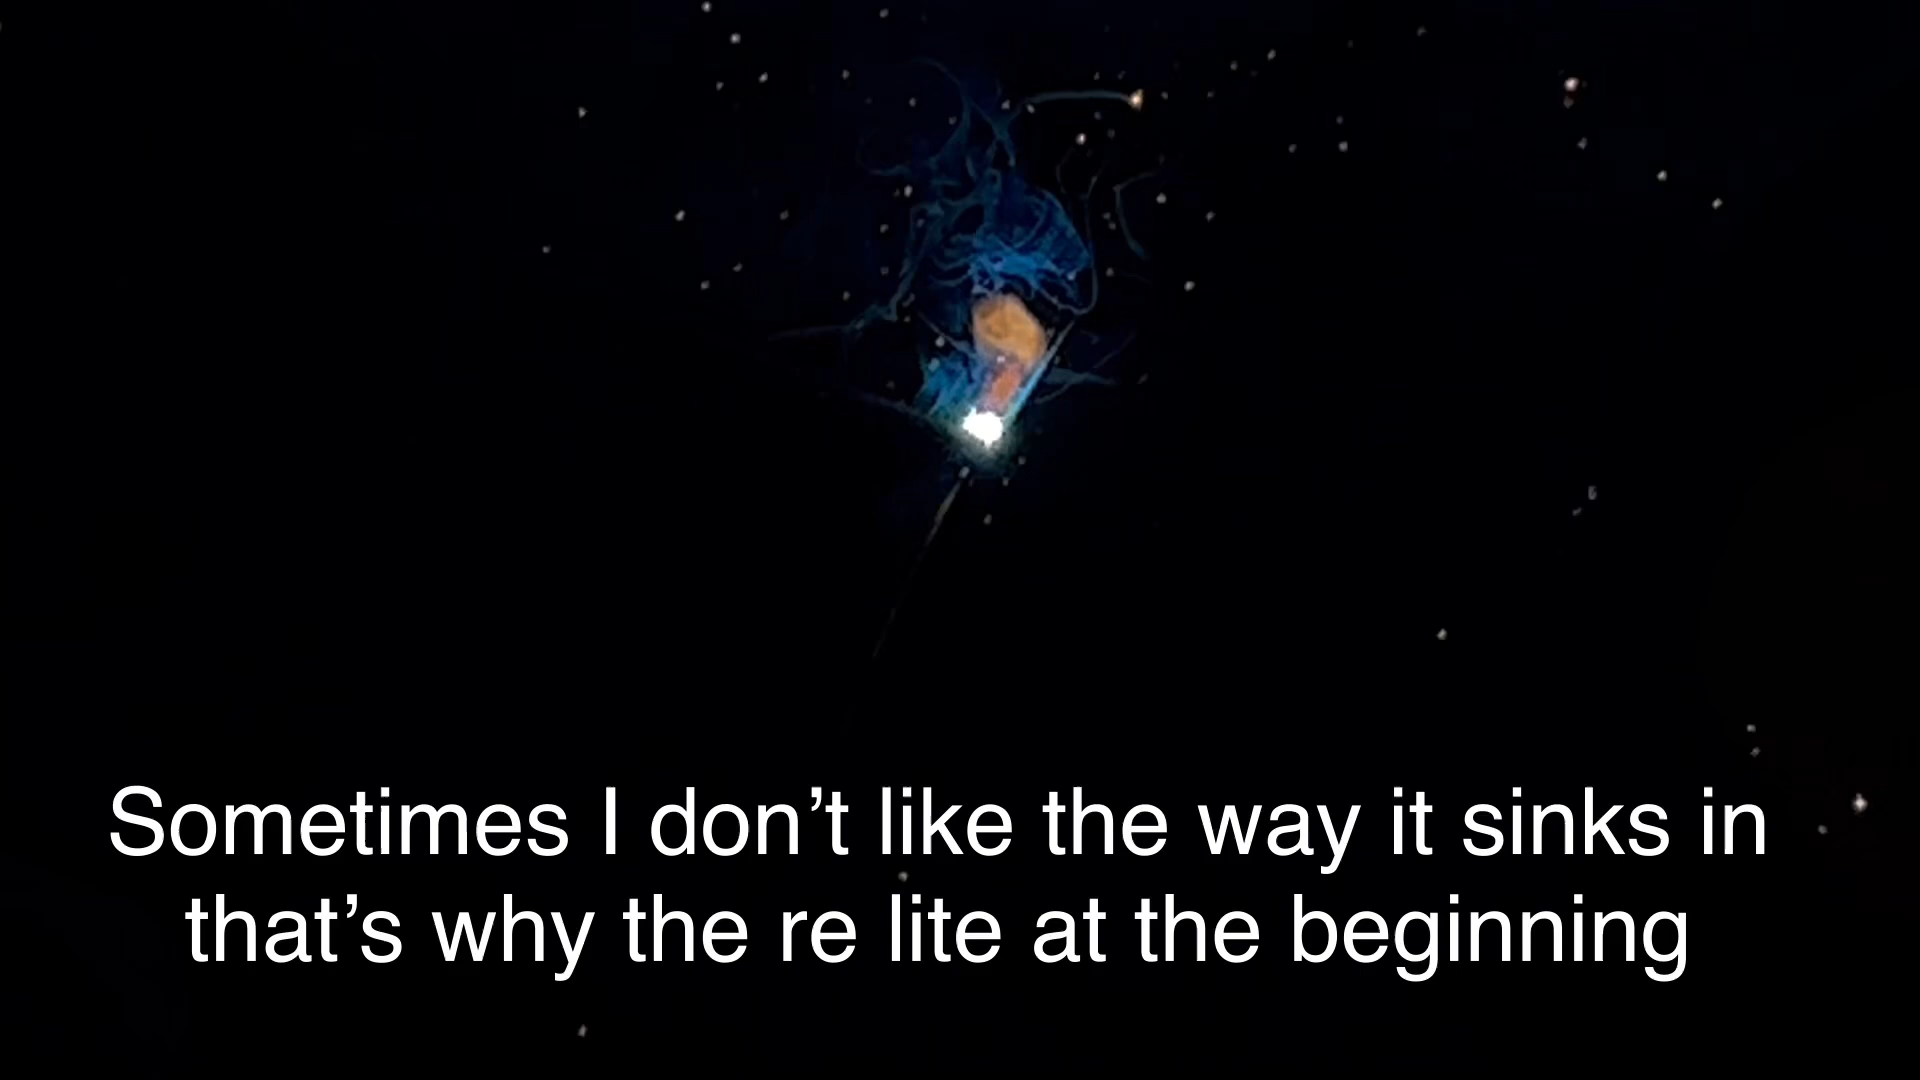 Sometimes I don’t like the way it sinks in
that’s why the re lite at the beginning